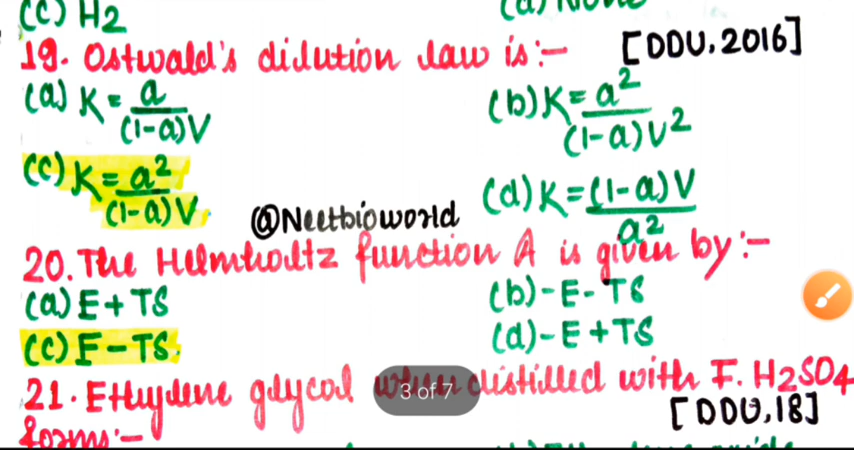 (C) H2
19. Ostwald's dilution law is:- [DDU, 2016]
(a) K = a/(1-a)V (b) K = a²/(1-a)V²
(c) K = a²/(1-a)V. (d) K = (1-a)V/a²
@Neetbioworld
20. The Helmholtz function A is given by :-
(a) E + TS (b) - E - TS
(c) E - TS. (d) - E + TS
3 of 7
21. Ethylene glycol when distilled with F. H2SO4
forms:- [DDU, 18]